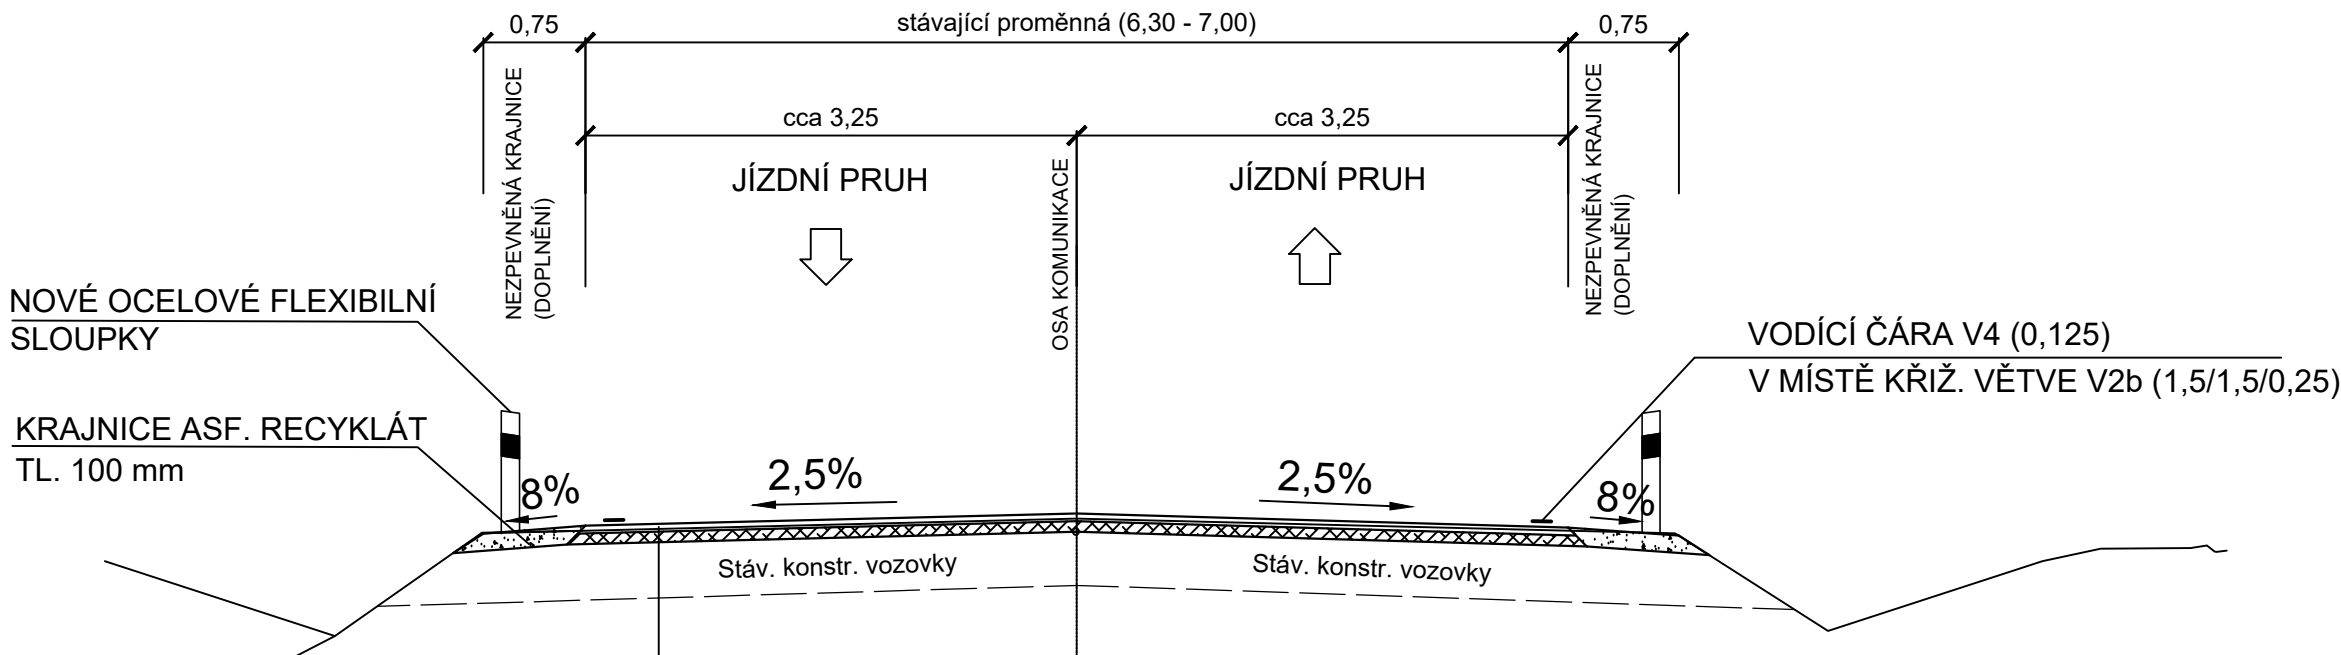 0,75
stávající proměnná (6,30 - 7,00)
0,75
NEZPEVNĚNÁ KRAJNICE
(DOPLNĚNÍ)
cca 3,25
cca 3,25
NEZPEVNĚNÁ KRAJNICE
(DOPLNĚNÍ)
JÍZDNÍ PRUH
OSA KOMUNIKACE
JÍZDNÍ PRUH
NOVÉ OCELOVÉ FLEXIBILNÍ
SLOUPKY
VODÍCÍ ČÁRA V4 (0,125)
V MÍSTĚ KŘIŽ. VĚTVE V2b (1,5/1,5/0,25)
KRAJNICE ASF. RECYKLÁT
TL. 100 mm
8%
2,5%
2,5%
8%
Stáv. konstr. vozovky
Stáv. konstr. vozovky